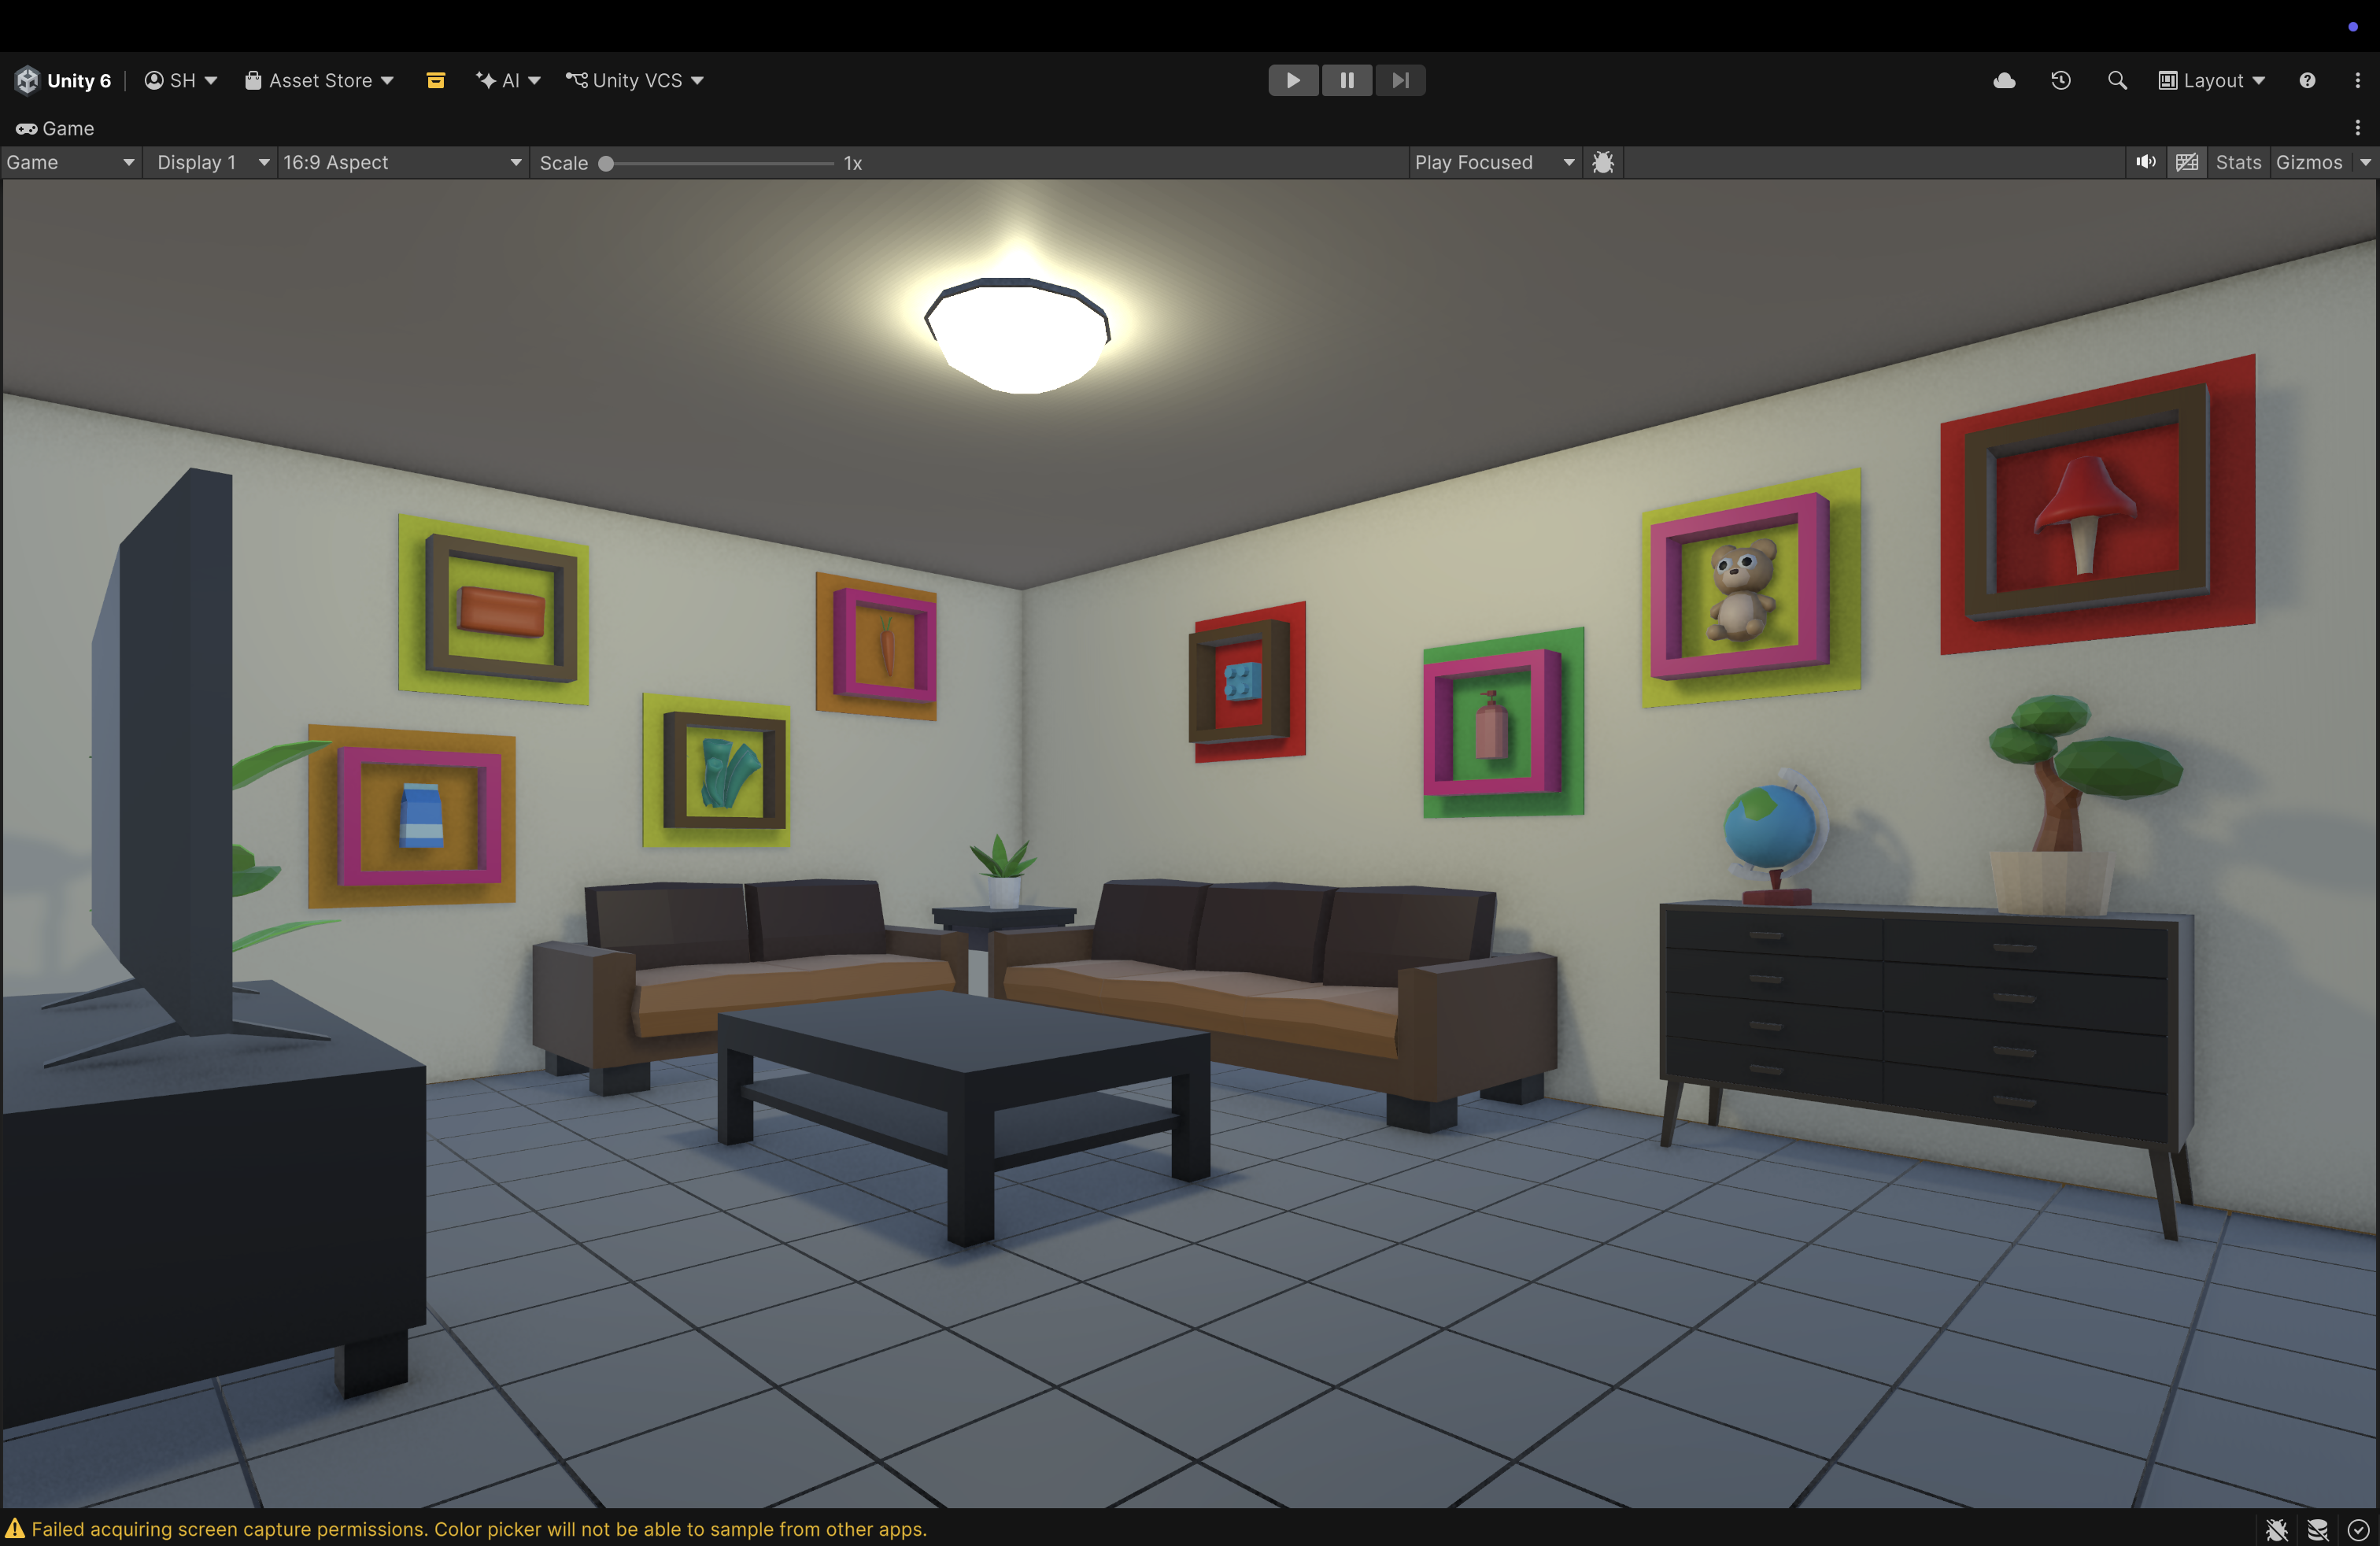 Unity 6 SH Asset Store AI Unity VCS Layout
Game
Game Display 1 16:9 Aspect Scale 1x Play Focused Stats Gizmos
Failed acquiring screen capture permissions. Color picker will not be able to sample from other apps.